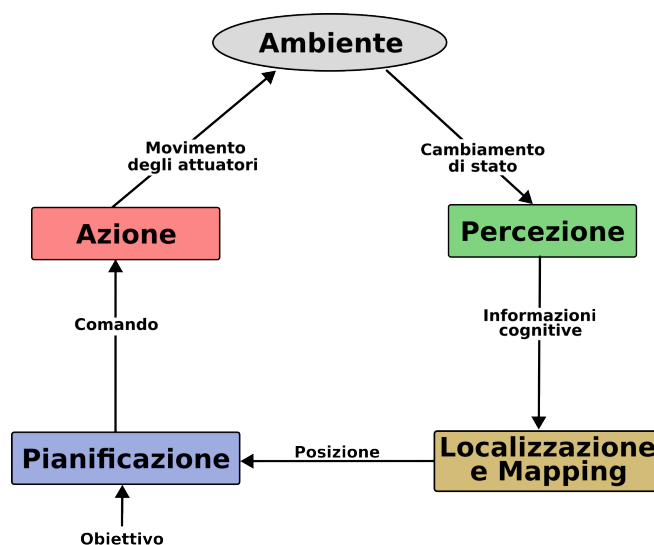 Ambiente
Movimento
degli attuatori
Cambiamento
di stato
Azione
Percezione
Comando
Informazioni
cognitive
Pianificazione
Posizione
Localizzazione
e Mapping
Obiettivo